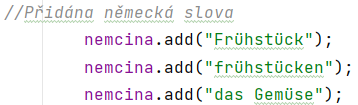 //Přidána německá slova
nemcina.add("Frühstück");
nemcina.add("frühstücken");
nemcina.add("das Gemüse");